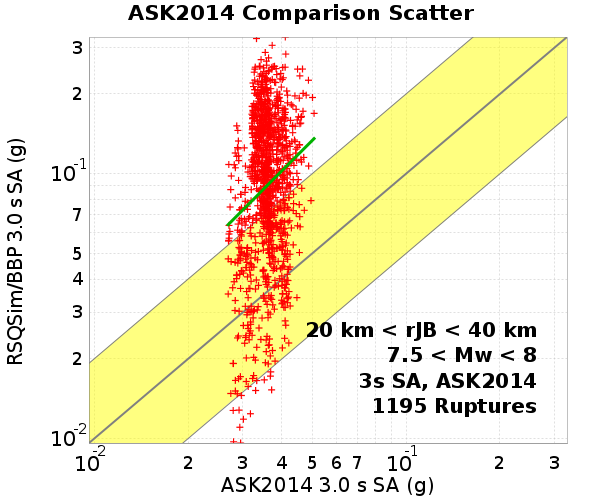 ASK2014 Comparison Scatter
RSQSim/BBP 3.0 s SA (g)
3
2
10-1
7
5
4
3
2
10-2
20 km < rJB < 40 km
7.5 < Mw < 8
3s SA, ASK2014
1195 Ruptures
10-2 2 3 4 5 6 7 10-1 2 3
ASK2014 3.0 s SA (g)